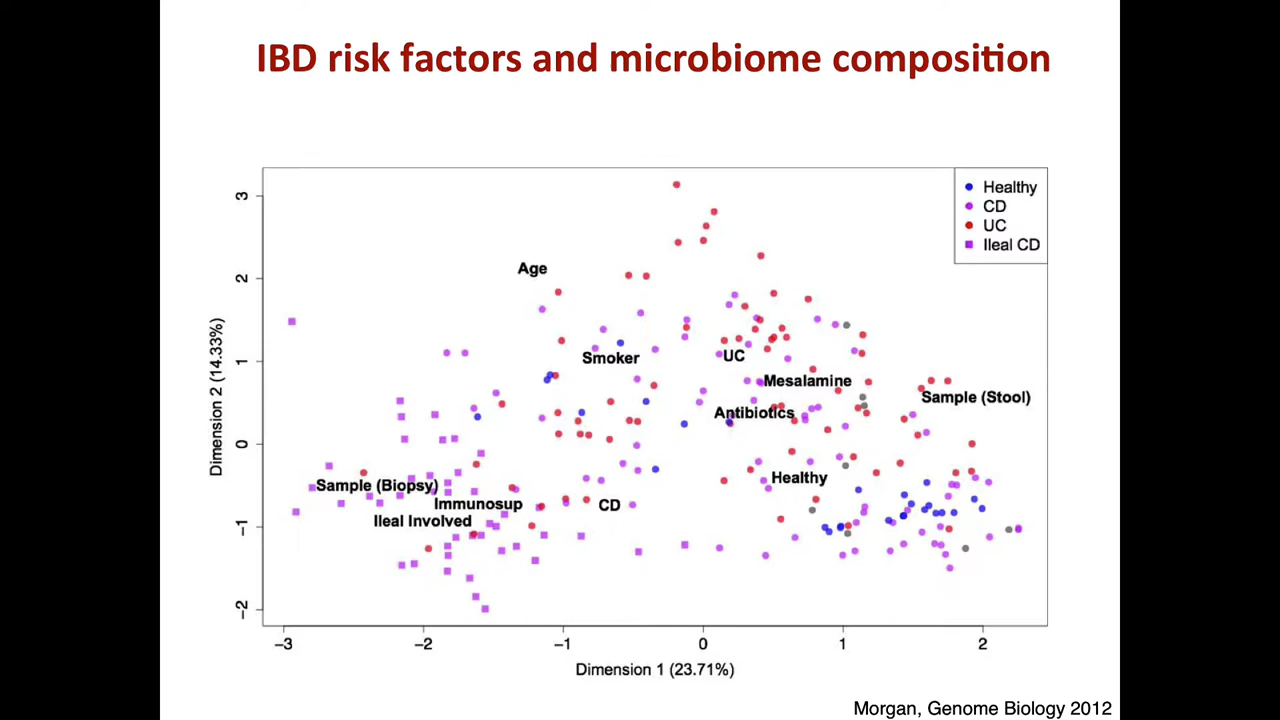 IBD risk factors and microbiome composition
Healthy
CD
UC
Ileal CD
3
2
1
0
−1
−2
Dimension 2 (14.33%)
Age
Smoker
UC
Mesalamine
Sample (Stool)
Antibiotics
Healthy
Sample (Biopsy)
Immunosup
CD
Ileal Involved
−3
−2
−1
0
1
2
Dimension 1 (23.71%)
Morgan, Genome Biology 2012